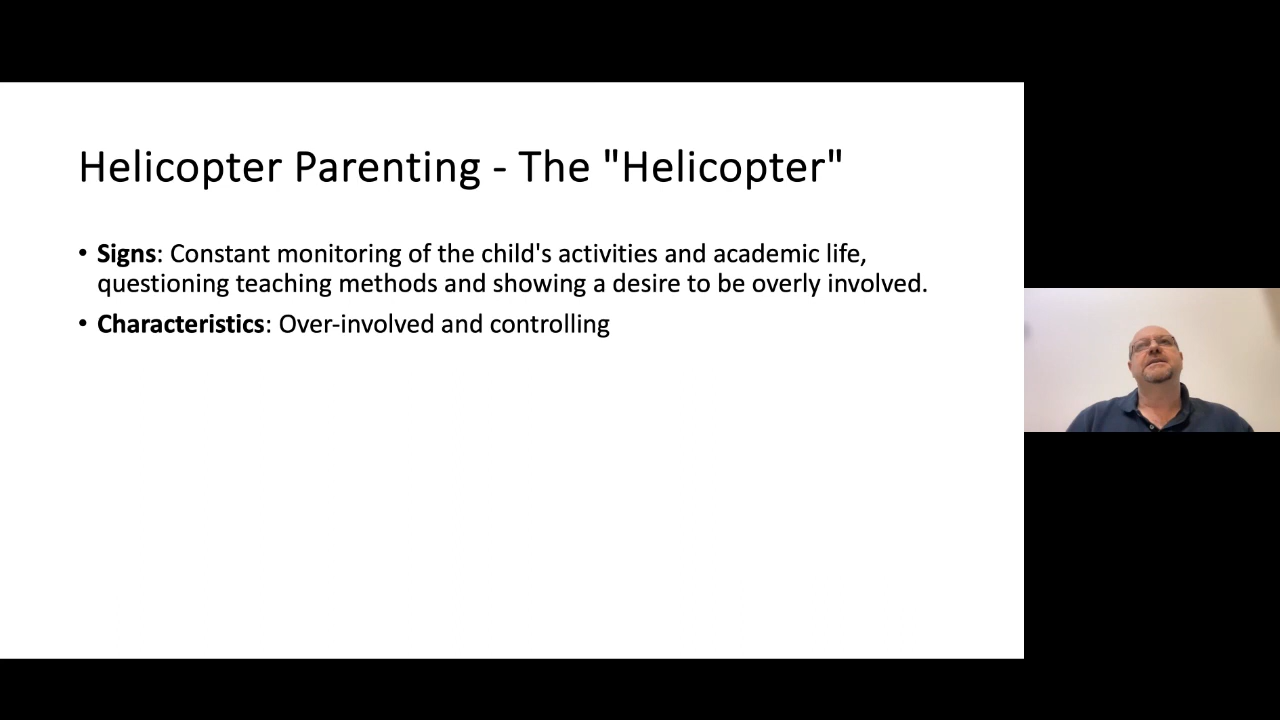 Helicopter Parenting - The "Helicopter"
• Signs: Constant monitoring of the child's activities and academic life,
questioning teaching methods and showing a desire to be overly involved.
• Characteristics: Over-involved and controlling